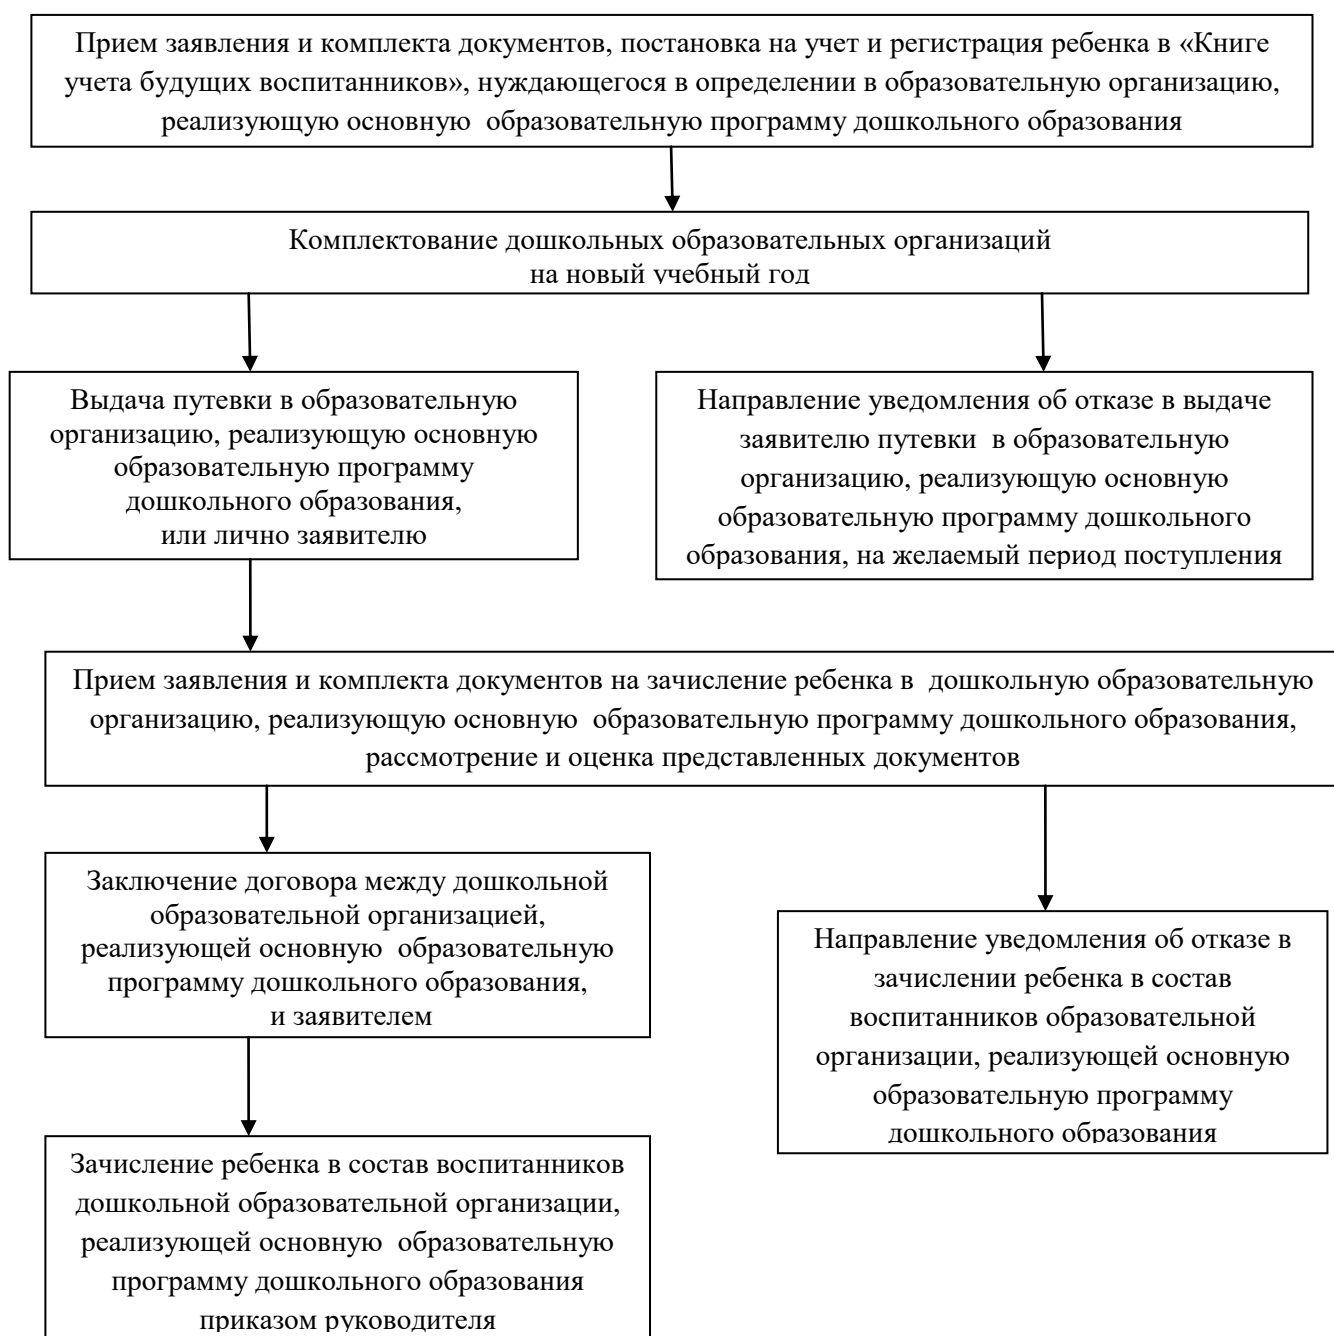 Прием заявления и комплекта документов, постановка на учет и регистрация ребенка в «Книге
учета будущих воспитанников», нуждающегося в определении в образовательную организацию,
реализующую основную образовательную программу дошкольного образования
Комплектование дошкольных образовательных организаций
на новый учебный год
Выдача путевки в образовательную
организацию, реализующую основную
образовательную программу
дошкольного образования,
или лично заявителю
Направление уведомления об отказе в выдаче
заявителю путевки в образовательную
организацию, реализующую основную
образовательную программу дошкольного
образования, на желаемый период поступления
Прием заявления и комплекта документов на зачисление ребенка в дошкольную образовательную
организацию, реализующую основную образовательную программу дошкольного образования,
рассмотрение и оценка представленных документов
Заключение договора между дошкольной
образовательной организацией,
реализующей основную образовательную
программу дошкольного образования,
и заявителем
Направление уведомления об отказе в
зачислении ребенка в состав
воспитанников образовательной
организации, реализующей основную
образовательную программу
дошкольного образования
Зачисление ребенка в состав воспитанников
дошкольной образовательной организации,
реализующей основную образовательную
программу дошкольного образования
приказом руководителя